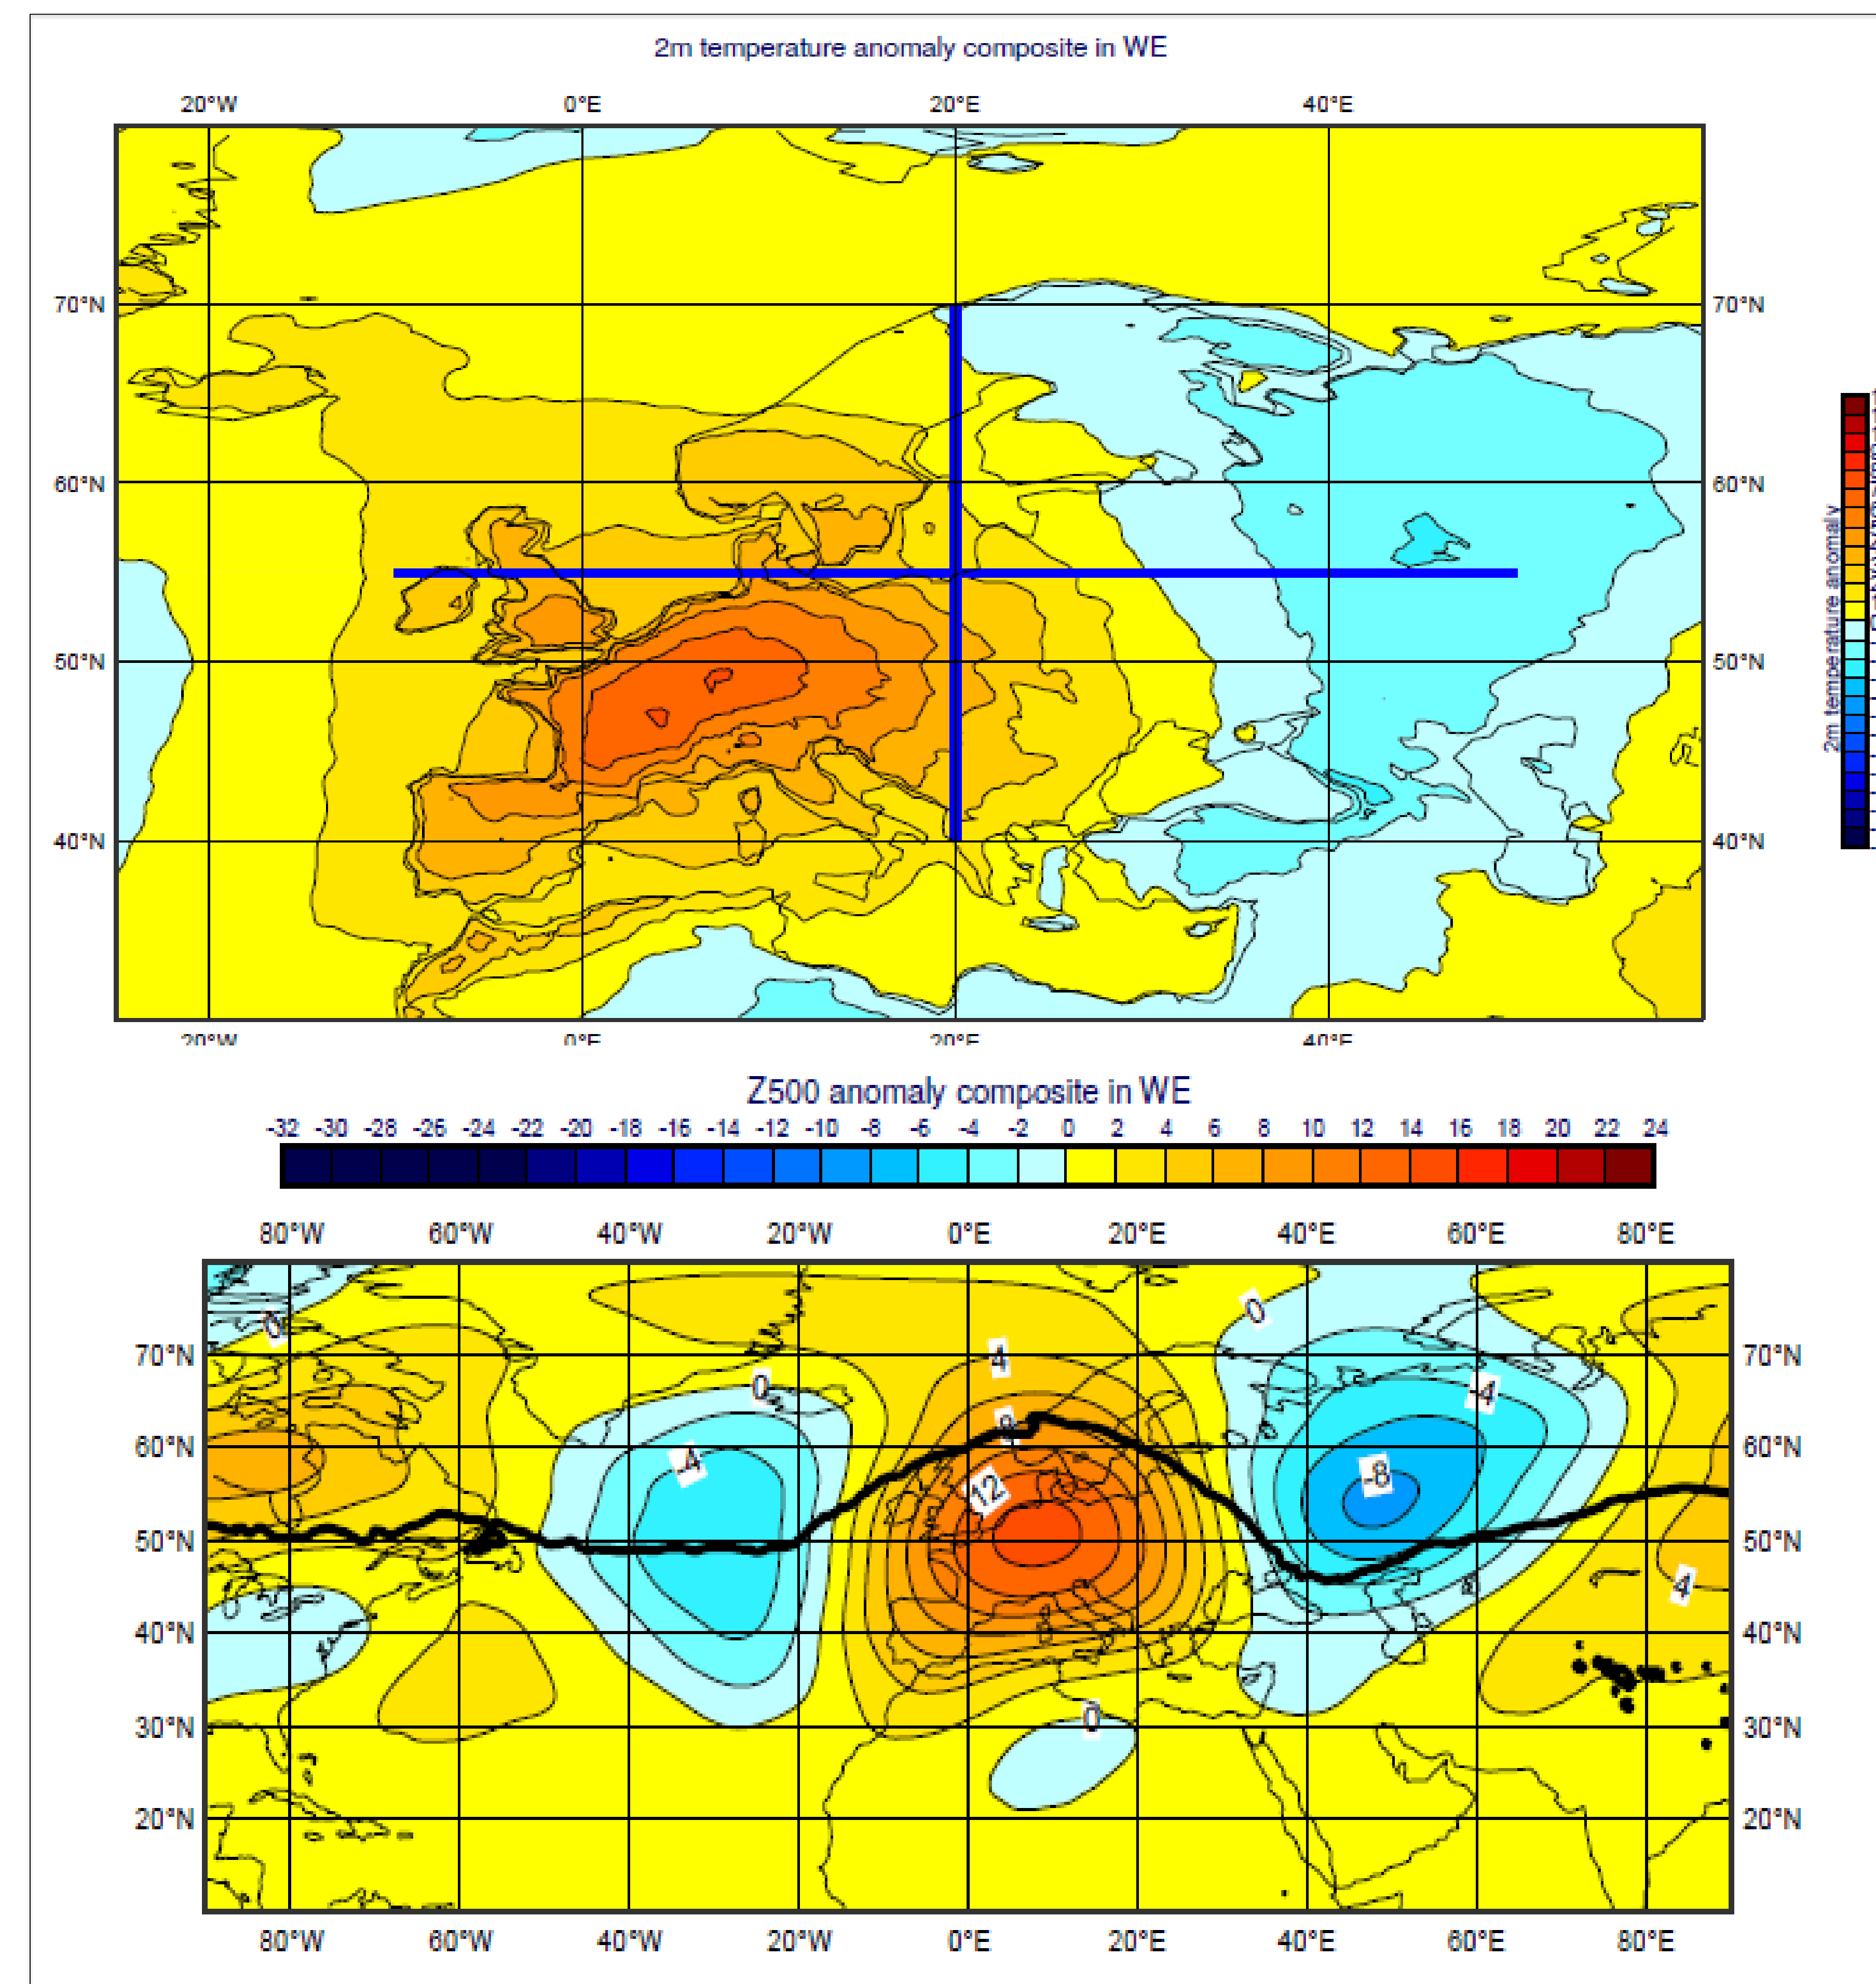 2m temperature anomaly composite in WE
20°W 0°E 20°E 40°E
70°N 70°N
60°N 60°N
50°N 50°N
40°N 40°N
20°W 0°E 20°E 40°E
2m temperature anomaly
Z500 anomaly composite in WE
-32 -30 -28 -26 -24 -22 -20 -18 -16 -14 -12 -10 -8 -6 -4 -2 0 2 4 6 8 10 12 14 16 18 20 22 24
80°W 60°W 40°W 20°W 0°E 20°E 40°E 60°E 80°E
0
0
70°N 4 70°N
0 -4
8
60°N 60°N
-4 -8
12
50°N 50°N
4
40°N 40°N
0
30°N 30°N
20°N 20°N
80°W 60°W 40°W 20°W 0°E 20°E 40°E 60°E 80°E